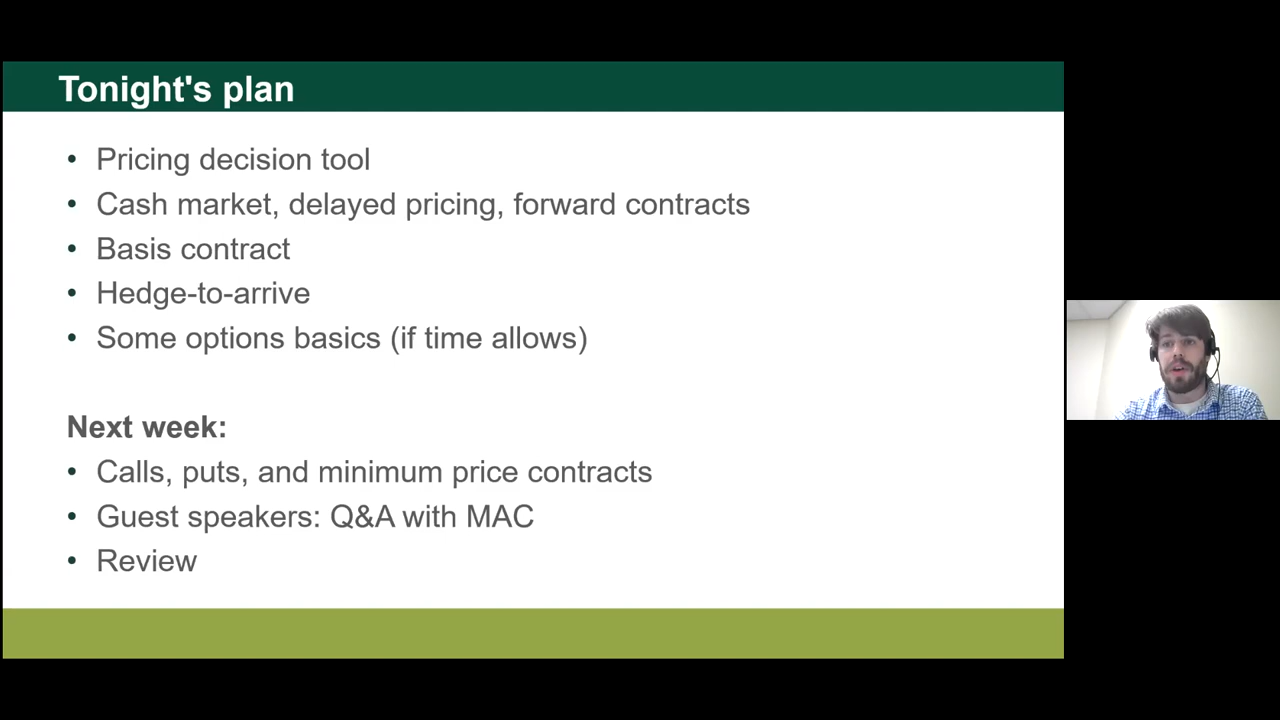 Tonight's plan
• Pricing decision tool
• Cash market, delayed pricing, forward contracts
• Basis contract
• Hedge-to-arrive
• Some options basics (if time allows)
Next week:
• Calls, puts, and minimum price contracts
• Guest speakers: Q&A with MAC
• Review